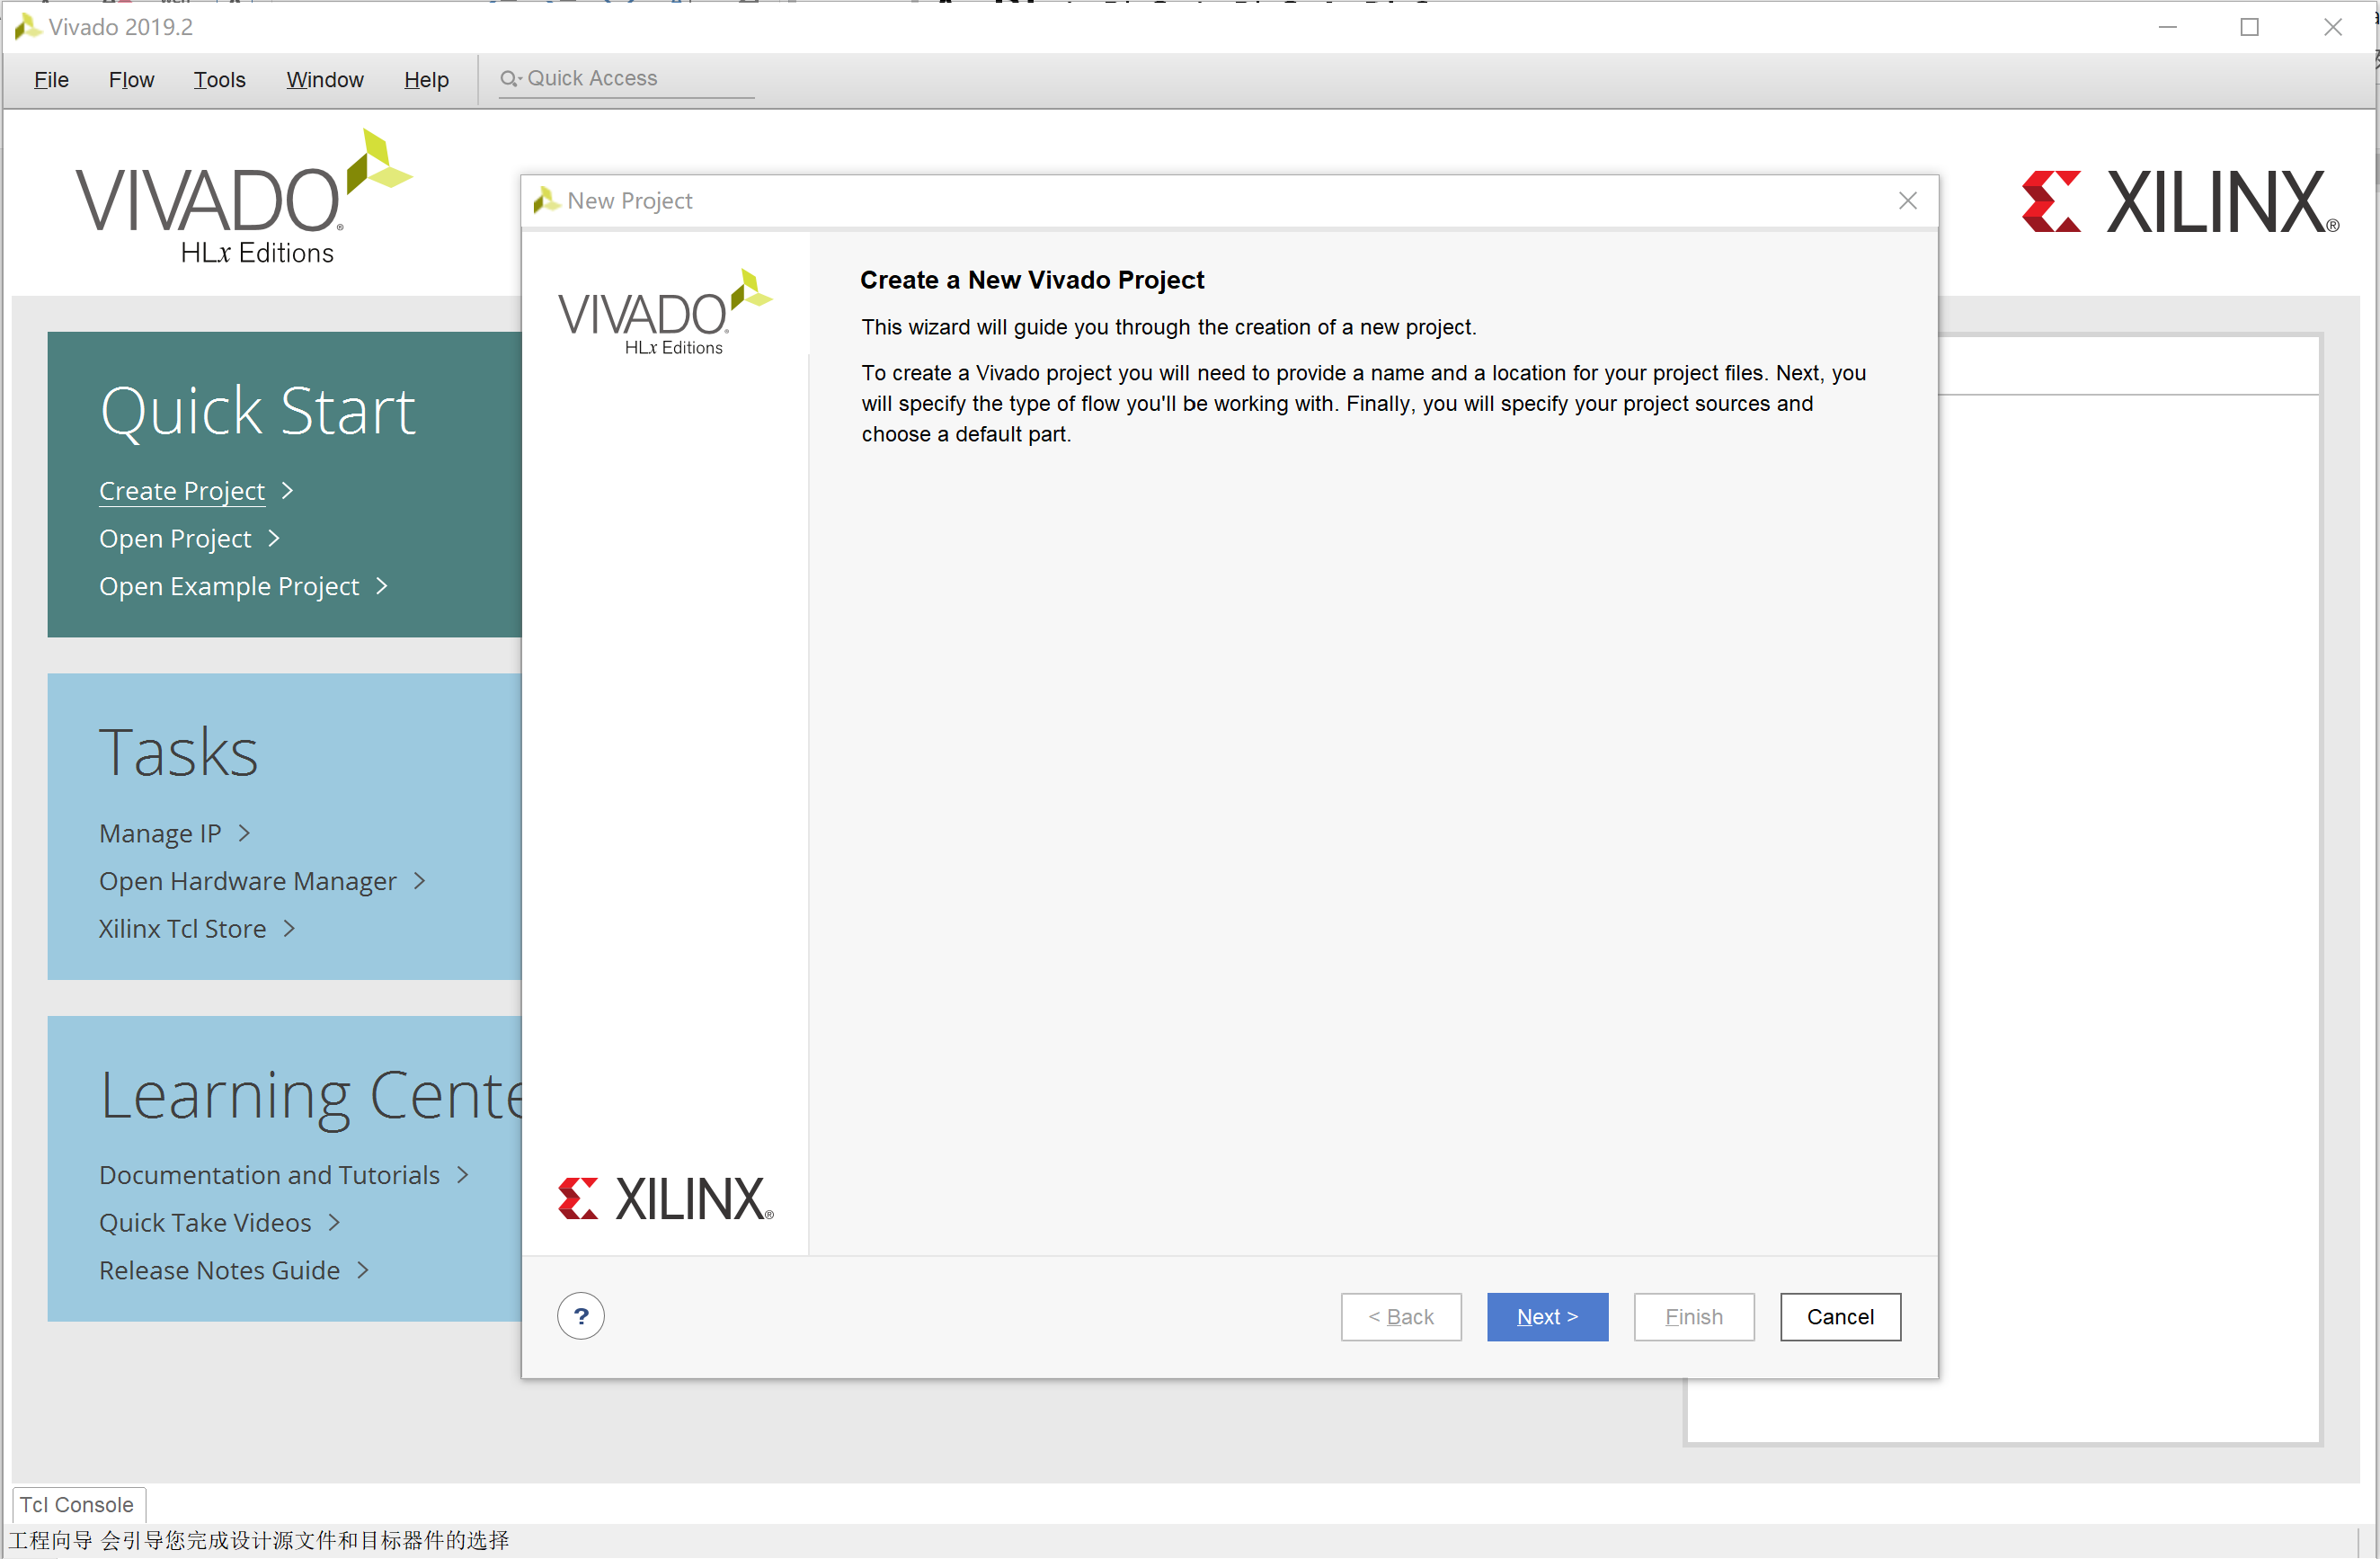 Vivado 2019.2
File Flow Tools Window Help Quick Access
VIVADO®
HLx Editions
XILINX®
Quick Start
Create Project >
Open Project >
Open Example Project >
Tasks
Manage IP >
Open Hardware Manager >
Xilinx Tcl Store >
Learning Cente
Documentation and Tutorials >
Quick Take Videos >
Release Notes Guide >
New Project
VIVADO®
HLx Editions
Create a New Vivado Project
This wizard will guide you through the creation of a new project.
To create a Vivado project you will need to provide a name and a location for your project files. Next, you
will specify the type of flow you'll be working with. Finally, you will specify your project sources and
choose a default part.
XILINX®
? < Back Next > Finish Cancel
Tcl Console
工程向导 会引导您完成设计源文件和目标器件的选择